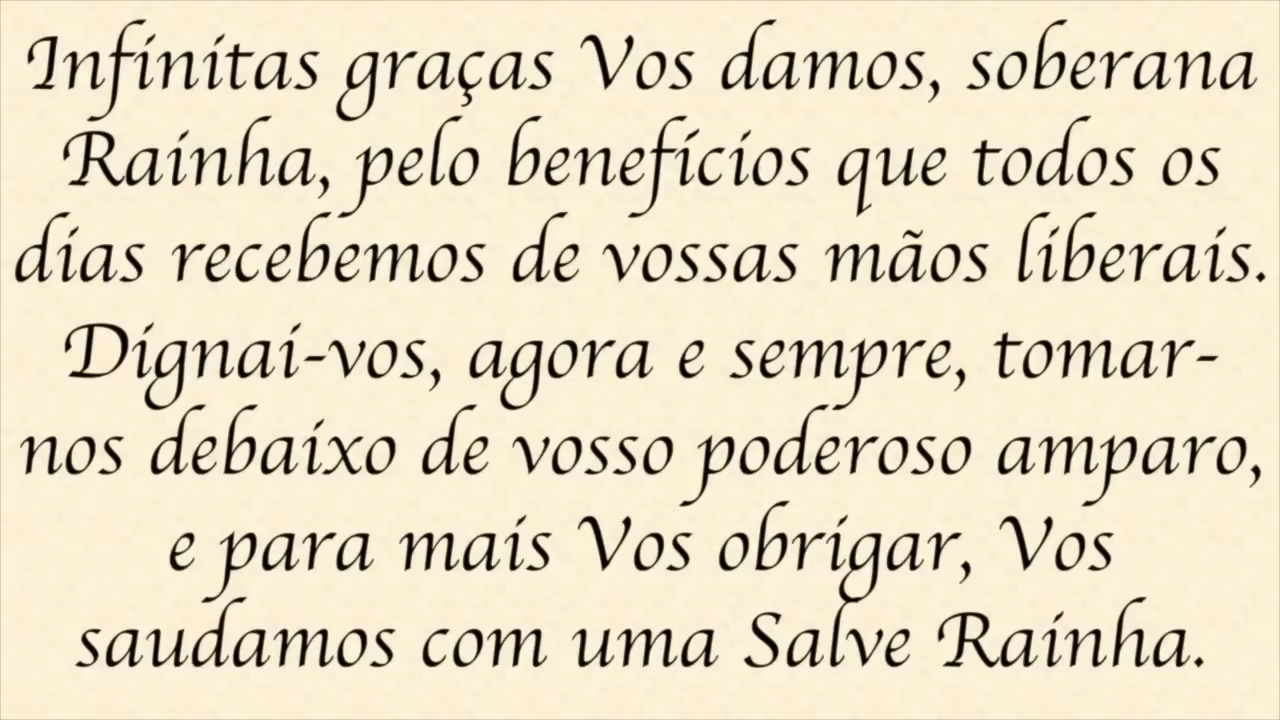 Infinitas graças Vos damos, soberana
Rainha, pelo benefícios que todos os
dias recebemos de vossas mãos liberais.
Dignai-vos, agora e sempre, tomar-
nos debaixo de vosso poderoso amparo,
e para mais Vos obrigar, Vos
saudamos com uma Salve Rainha.